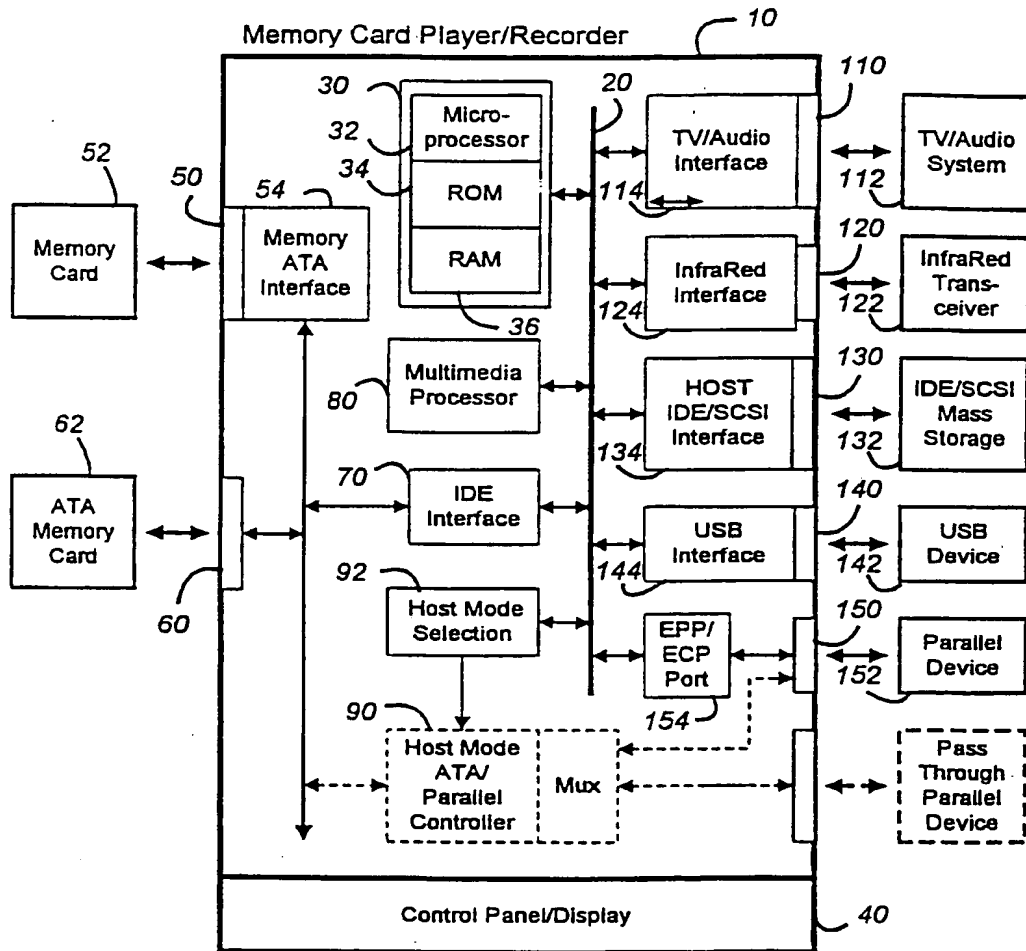 Memory Card Player/Recorder
10
30
20
110
Micro-
processor
32
TV/Audio
Interface
TV/Audio
System
52
34
ROM
114
112
50
54
Memory
Card
Memory
ATA
Interface
RAM
120
InfraRed
Interface
InfraRed
Trans-
ceiver
36
124
122
Multimedia
Processor
80
130
HOST
IDE/SCSI
Interface
IDE/SCSI
Mass
Storage
62
134
132
70
ATA
Memory
Card
IDE
Interface
140
USB
Interface
USB
Device
92
144
142
60
Host Mode
Selection
150
EPP/
ECP
Port
Parallel
Device
152
90
154
Host Mode
ATA/
Parallel
Controller
Mux
Pass
Through
Parallel
Device
Control Panel/Display
40